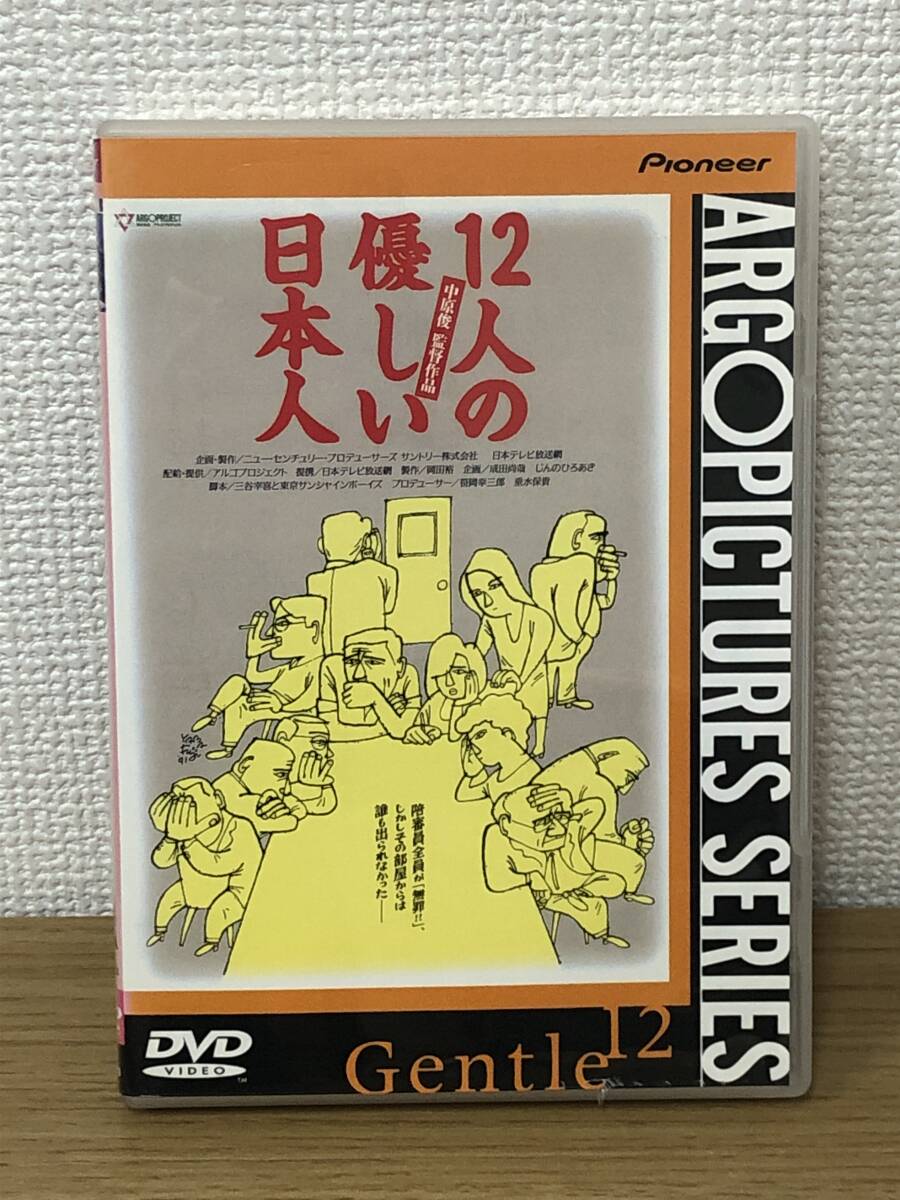 Pioneer
ARGOPROJECT
12人の
優しい
日本人
中原俊 監督作品
企画・製作/ニュー・センチュリー・プロデューサーズ サントリー株式会社 日本テレビ放送網
配給・提供/アルゴプロジェクト 提携/日本テレビ放送網 製作/岡田裕 企画/成田尚哉 じんのひろあき
脚本/三谷幸喜と東京サンシャインボーイズ プロデューサー/笹岡幸三郎 垂水保貴
陪審員全員が「無罪!!」、
しかしその部屋からは
誰も出られなかった──
ARGO PICTURES SERIES
DVD
VIDEO
TM
Gentle 12